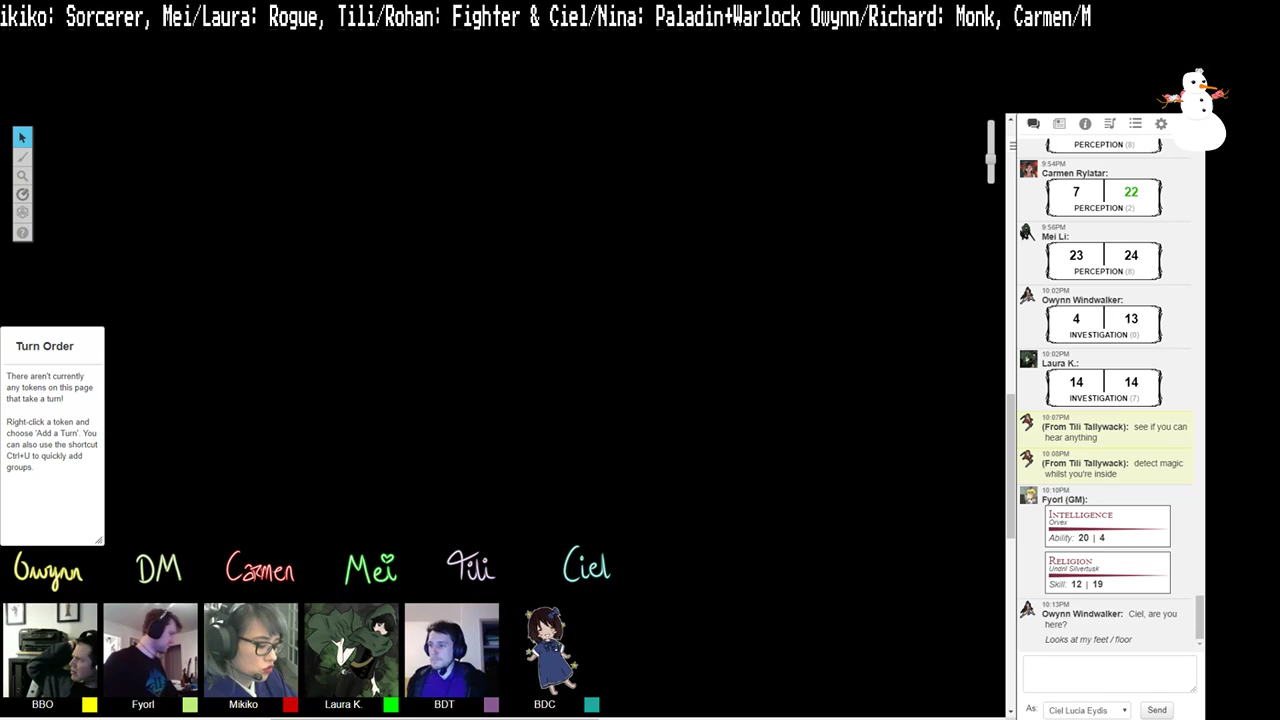 ikiko: Sorcerer, Mei/Laura: Rogue, Tili/Rohan: Fighter & Ciel/Nina: Paladin+Warlock Owynn/Richard: Monk, Carmen/M
PERCEPTION (8)
9:54PM
Carmen Rylatar:
7 22
PERCEPTION (2)
9:56PM
Mei Li:
23 24
PERCEPTION (8)
10:02PM
Owynn Windwalker:
4 13
INVESTIGATION (0)
10:02PM
Laura K.:
14 14
INVESTIGATION (7)
10:07PM
(From Tili Tallywack): see if you can
hear anything
10:08PM
(From Tili Tallywack): detect magic
whilst you're inside
10:10PM
Fyorl (GM):
INTELLIGENCE
Orvex
Ability: 20 | 4
RELIGION
Undril Silvertusk
Skill: 12 | 19
10:13PM
Owynn Windwalker: Ciel, are you
here?
Looks at my feet / floor
As: Ciel Lucia Eydis Send
Turn Order
There aren't currently
any tokens on this page
that take a turn!
Right-click a token and
choose 'Add a Turn'. You
can also use the shortcut
Ctrl+U to quickly add
groups.
Owynn DM Carmen Mei Tili Ciel
BBO Fyorl Mikiko Laura K. BDT BDC